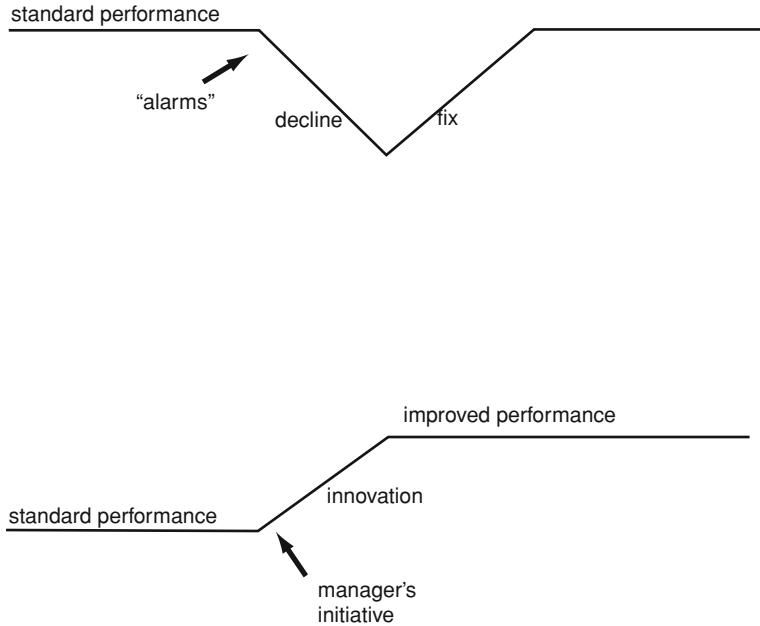 standard performance
“alarms”
decline
fix
improved performance
innovation
standard performance
manager’s
initiative